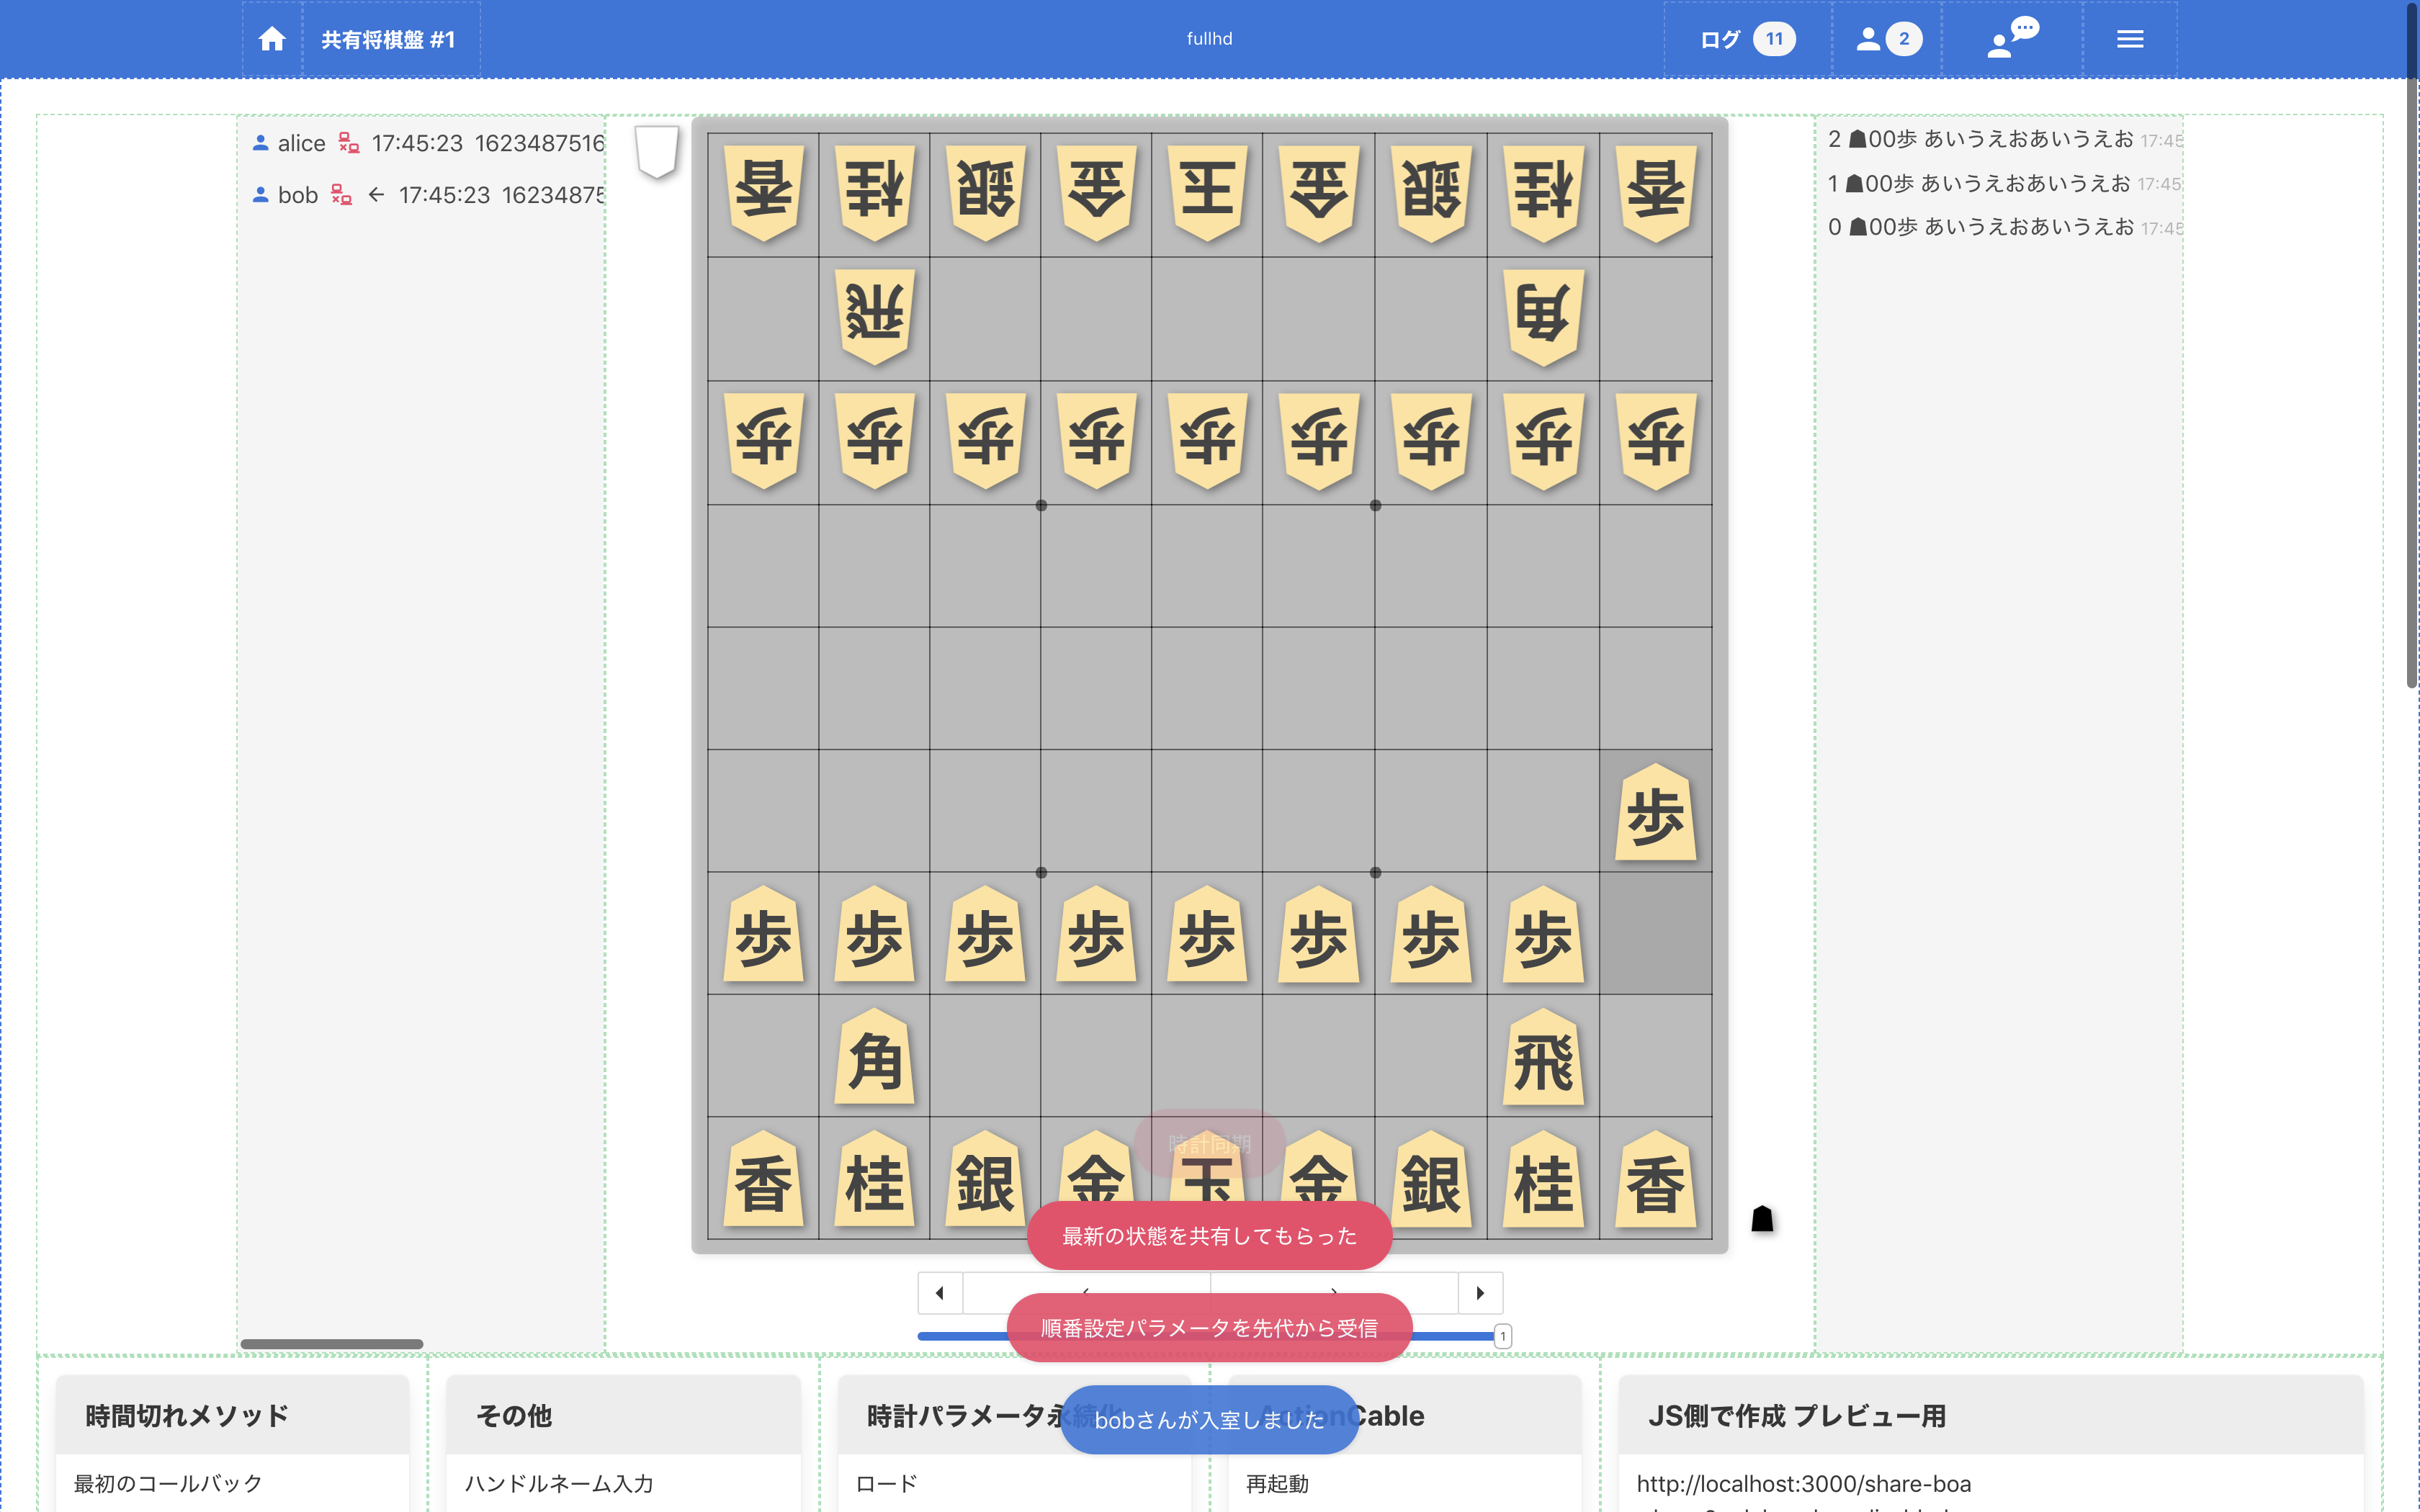 共有将棋盤 #1
fullhd
ログ 11
2
alice 17:45:23 1623487516
bob ← 17:45:23 16234875
2 ☗00歩 あいうえおあいうえお 17:45
1 ☗00歩 あいうえおあいうえお 17:45
0 ☗00歩 あいうえおあいうえお 17:45
香 桂 銀 金 玉 金 銀 桂 香
飛 角
歩 歩 歩 歩 歩 歩 歩 歩 歩
歩
歩 歩 歩 歩 歩 歩 歩 歩
角 飛
香 桂 銀 金 玉 金 銀 桂 香
時計同期
最新の状態を共有してもらった
順番設定パラメータを先代から受信
1
bobさんが入室しました
時間切れメソッド
その他
時計パラメータ永続化
ActionCable
JS側で作成 プレビュー用
最初のコールバック
ハンドルネーム入力
ロード
再起動
http://localhost:3000/share-boa